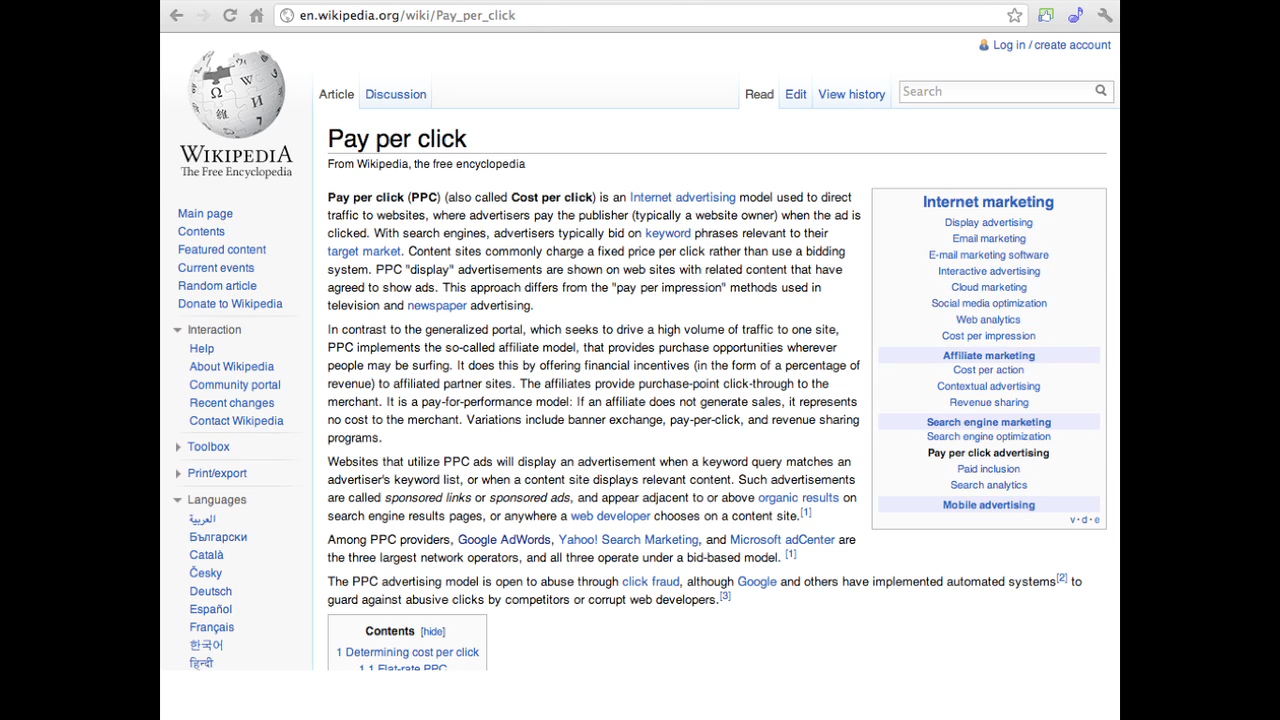 en.wikipedia.org/wiki/Pay_per_click
Log in / create account
Article
Discussion
Read
Edit
View history
Search
WIKIPEDIA
The Free Encyclopedia
Main page
Contents
Featured content
Current events
Random article
Donate to Wikipedia
Interaction
Help
About Wikipedia
Community portal
Recent changes
Contact Wikipedia
Toolbox
Print/export
Languages
العربية
Български
Català
Česky
Deutsch
Español
Français
한국어
हिन्दी
Pay per click
From Wikipedia, the free encyclopedia
Pay per click (PPC) (also called Cost per click) is an Internet advertising model used to direct
traffic to websites, where advertisers pay the publisher (typically a website owner) when the ad is
clicked. With search engines, advertisers typically bid on keyword phrases relevant to their
target market. Content sites commonly charge a fixed price per click rather than use a bidding
system. PPC "display" advertisements are shown on web sites with related content that have
agreed to show ads. This approach differs from the "pay per impression" methods used in
television and newspaper advertising.
In contrast to the generalized portal, which seeks to drive a high volume of traffic to one site,
PPC implements the so-called affiliate model, that provides purchase opportunities wherever
people may be surfing. It does this by offering financial incentives (in the form of a percentage of
revenue) to affiliated partner sites. The affiliates provide purchase-point click-through to the
merchant. It is a pay-for-performance model: If an affiliate does not generate sales, it represents
no cost to the merchant. Variations include banner exchange, pay-per-click, and revenue sharing
programs.
Websites that utilize PPC ads will display an advertisement when a keyword query matches an
advertiser's keyword list, or when a content site displays relevant content. Such advertisements
are called sponsored links or sponsored ads, and appear adjacent to or above organic results on
search engine results pages, or anywhere a web developer chooses on a content site.[1]
Among PPC providers, Google AdWords, Yahoo! Search Marketing, and Microsoft adCenter are
the three largest network operators, and all three operate under a bid-based model. [1]
The PPC advertising model is open to abuse through click fraud, although Google and others have implemented automated systems[2] to
guard against abusive clicks by competitors or corrupt web developers.[3]
Contents [hide]
1 Determining cost per click
1.1 Flat-rate PPC
Internet marketing
Display advertising
Email marketing
E-mail marketing software
Interactive advertising
Cloud marketing
Social media optimization
Web analytics
Cost per impression
Affiliate marketing
Cost per action
Contextual advertising
Revenue sharing
Search engine marketing
Search engine optimization
Pay per click advertising
Paid inclusion
Search analytics
Mobile advertising
v · d · e